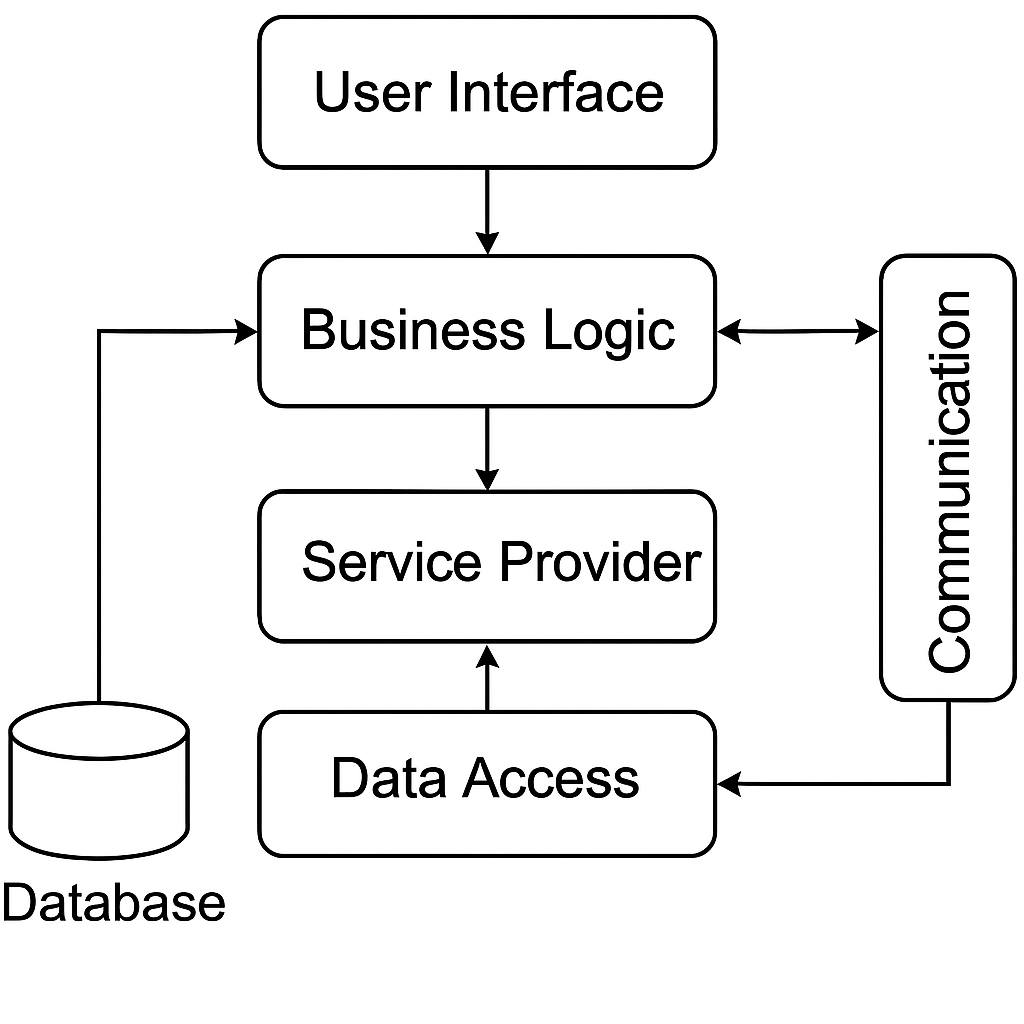 User Interface
Business Logic
Communication
Service Provider
Data Access
Database